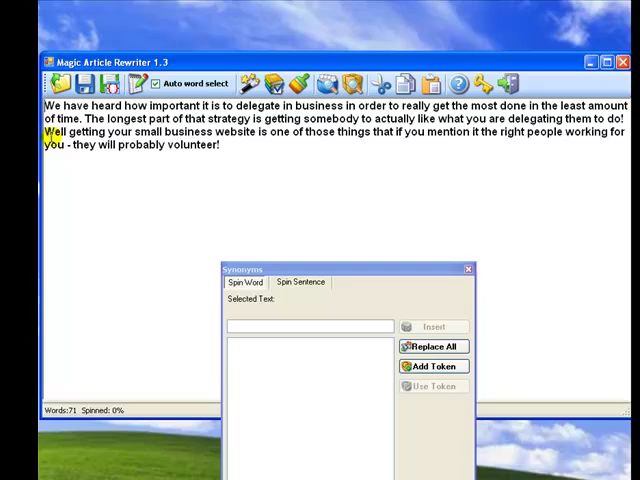 Magic Article Rewriter 1.3
Auto word select
We have heard how important it is to delegate in business in order to really get the most done in the least amount
of time. The longest part of that strategy is getting somebody to actually like what you are delegating them to do!
Well getting your small business website is one of those things that if you mention it the right people working for
you - they will probably volunteer!
Synonyms
Spin Word
Spin Sentence
Selected Text:
Insert
Replace All
Add Token
Use Token
Words:71 Spinned: 0%